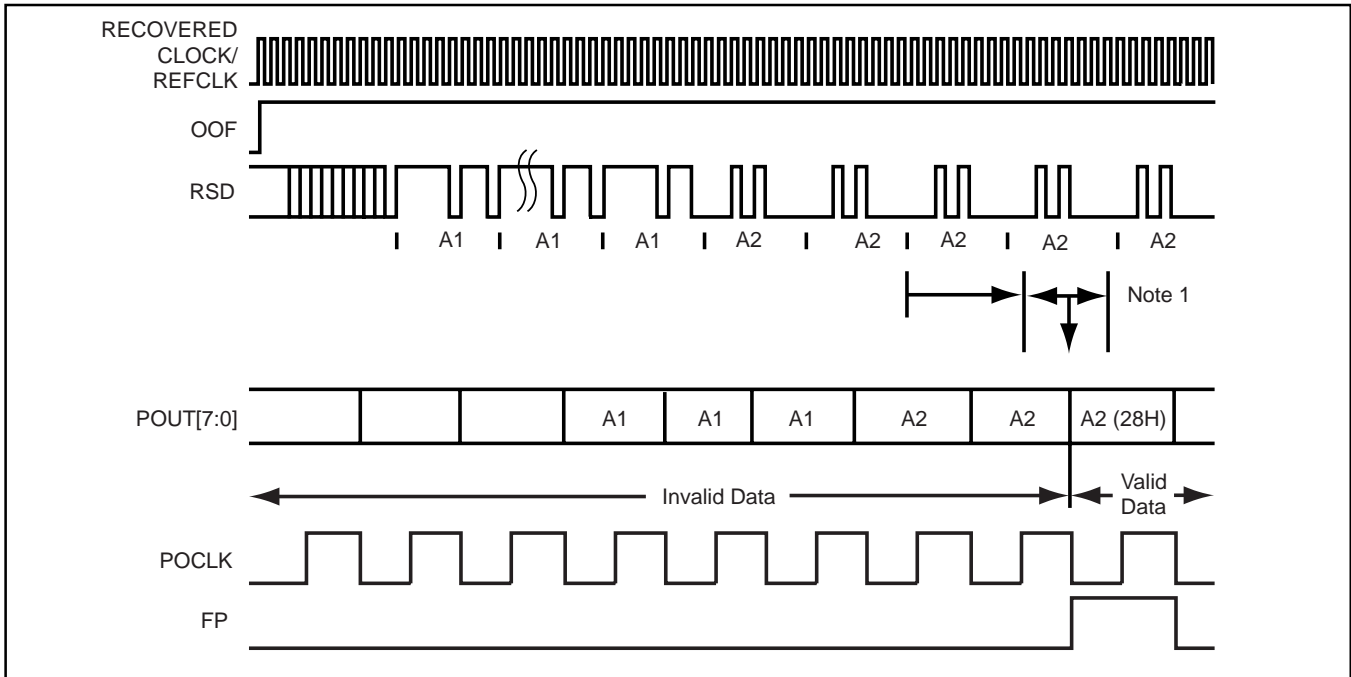 RECOVERED
CLOCK/
REFCLK
OOF
RSD
A1 A1 A1 A2 A2 A2 A2 A2
Note 1
POUT[7:0] A1 A1 A1 A2 A2 A2 (28H)
Invalid Data
Valid
Data
POCLK
FP